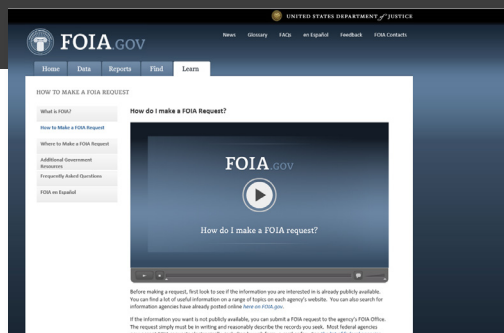 UNITED STATES DEPARTMENT of JUSTICE
FOIA.GOV
News Glossary FAQs en Español Feedback FOIA Contacts
Home Data Reports Find Learn
HOW TO MAKE A FOIA REQUEST
What is FOIA?
How to Make a FOIA Request
Where to Make a FOIA Request
Additional Government
Resources
Frequently Asked Questions
FOIA en Español
How do I make a FOIA Request?
FOIA.GOV
How do I make a FOIA request?
Before making a request, first look to see if the information you are interested in is already publicly available.
You can find a lot of useful information on a range of topics on each agency's website. You can also search for
information agencies have already posted online here on FOIA.gov.
If the information you want is not publicly available, you can submit a FOIA request to the agency's FOIA Office.
The request simply must be in writing and reasonably describe the records you seek. Most federal agencies